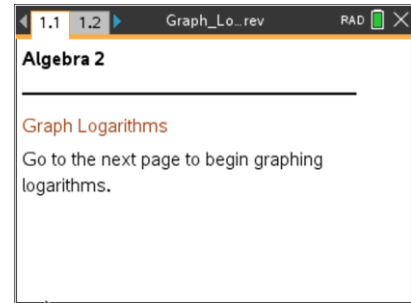 1.1 1.2 Graph_Lo…rev RAD
Algebra 2
Graph Logarithms
Go to the next page to begin graphing
logarithms.